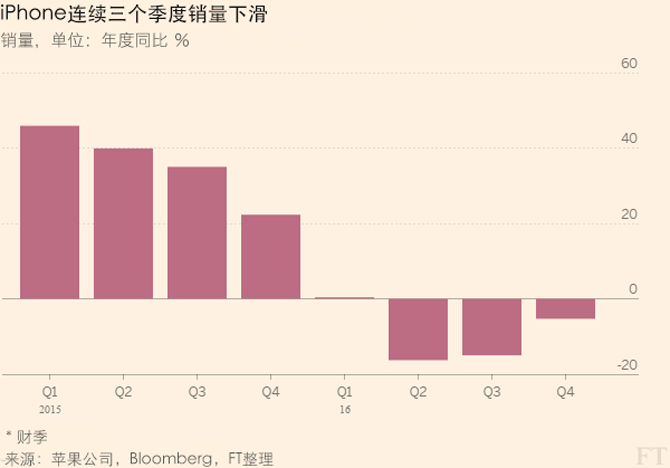 iPhone连续三个季度销量下滑
销量，单位：年度同比 %
60
40
20
0
-20
Q1 Q2 Q3 Q4 Q1 Q2 Q3 Q4
2015 16
* 财季
来源：苹果公司，Bloomberg，FT整理
FT